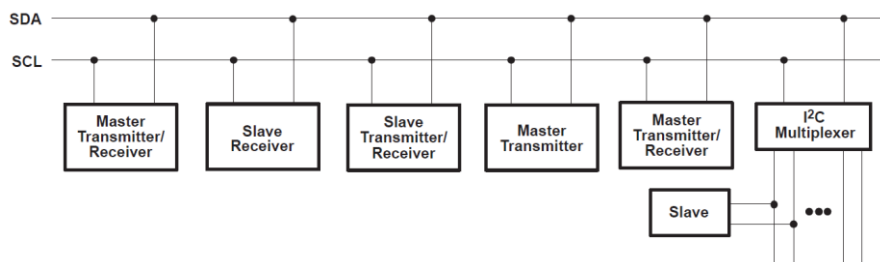 SDA
SCL
Master
Transmitter/
Receiver
Slave
Receiver
Slave
Transmitter/
Receiver
Master
Transmitter
Master
Transmitter/
Receiver
I²C
Multiplexer
Slave